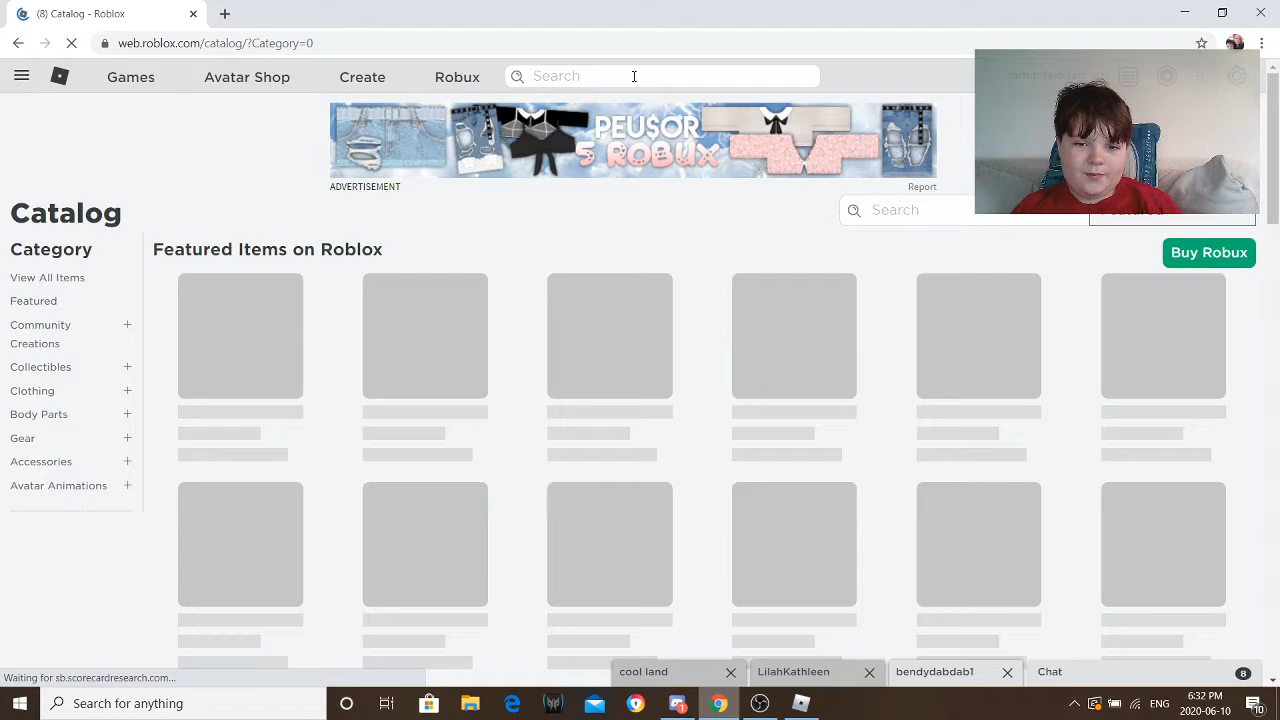 (8) Catalog - Roblox
web.roblox.com/catalog/?Category=0
Games
Avatar Shop
Create
Robux
Search
PEU$OR
5 ROBUX
ADVERTISEMENT
Report
Catalog
Search
Category
Featured Items on Roblox
Buy Robux
View All Items
Featured
Community
Creations
Collectibles
Clothing
Body Parts
Gear
Accessories
Avatar Animations
Waiting for sb.scorecardresearch.com...
cool land
LilahKathleen
bendydabdab1
Chat
8
Search for anything
ENG
6:32 PM
2020-06-10